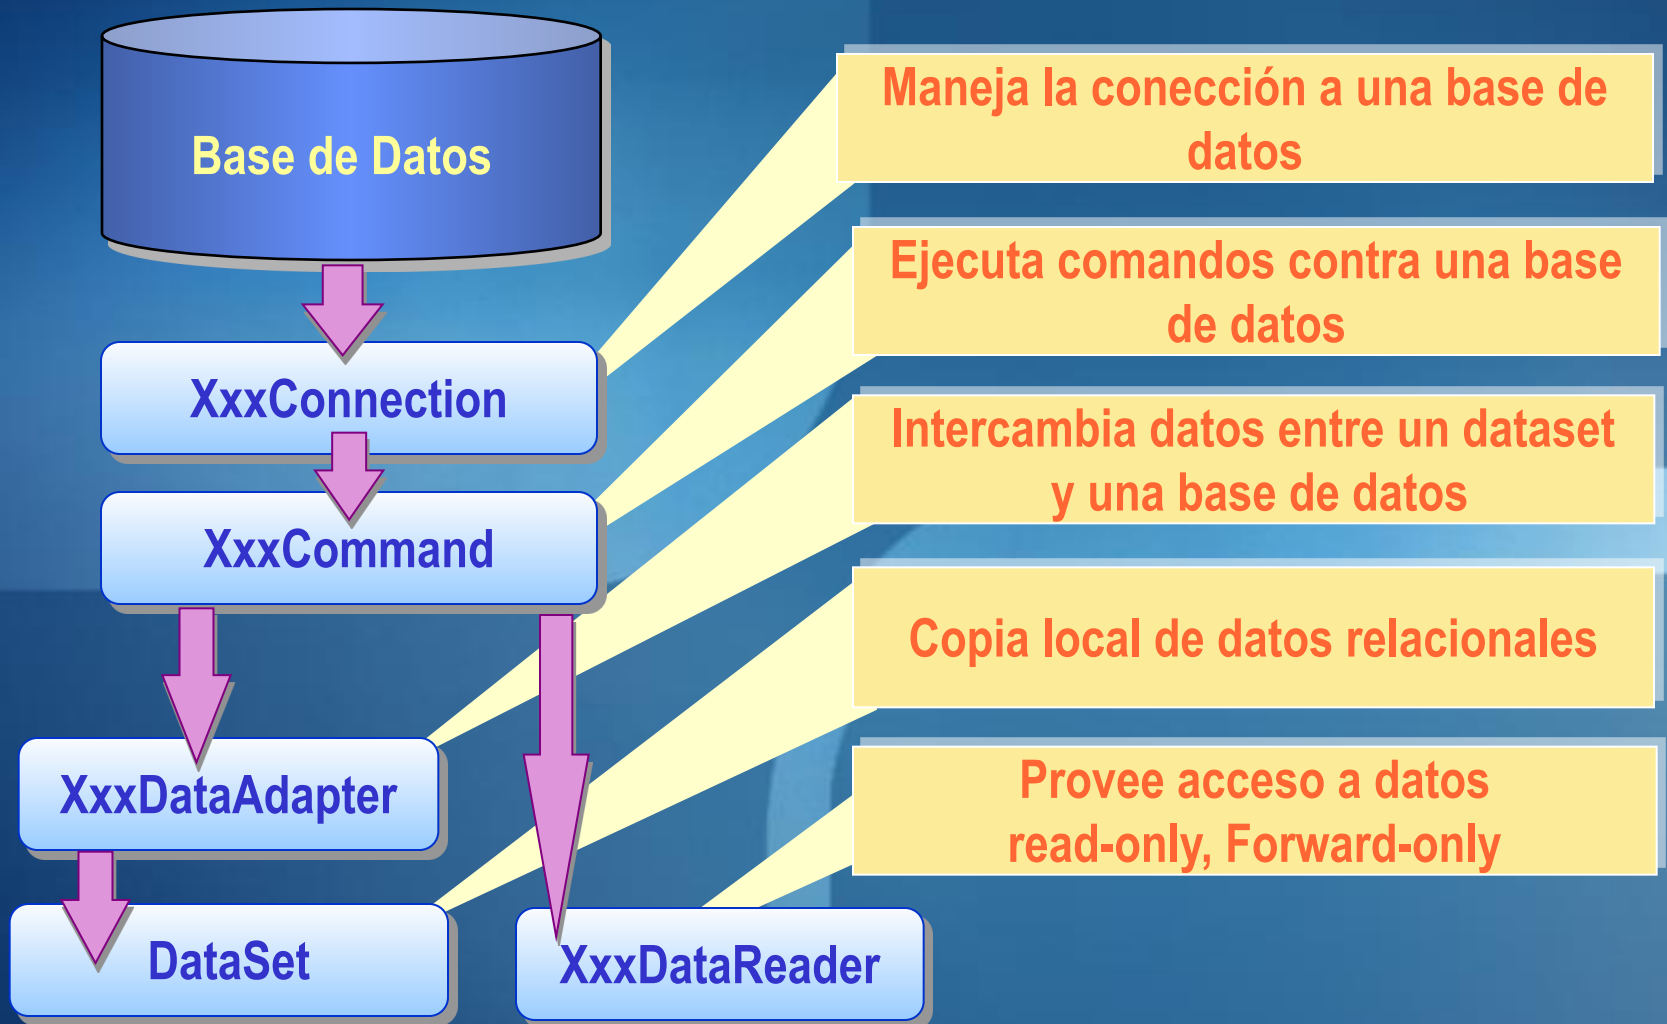 Base de Datos
XxxConnection
XxxCommand
XxxDataAdapter
DataSet
XxxDataReader
Maneja la conección a una base de
datos
Ejecuta comandos contra una base
de datos
Intercambia datos entre un dataset
y una base de datos
Copia local de datos relacionales
Provee acceso a datos
read-only, Forward-only